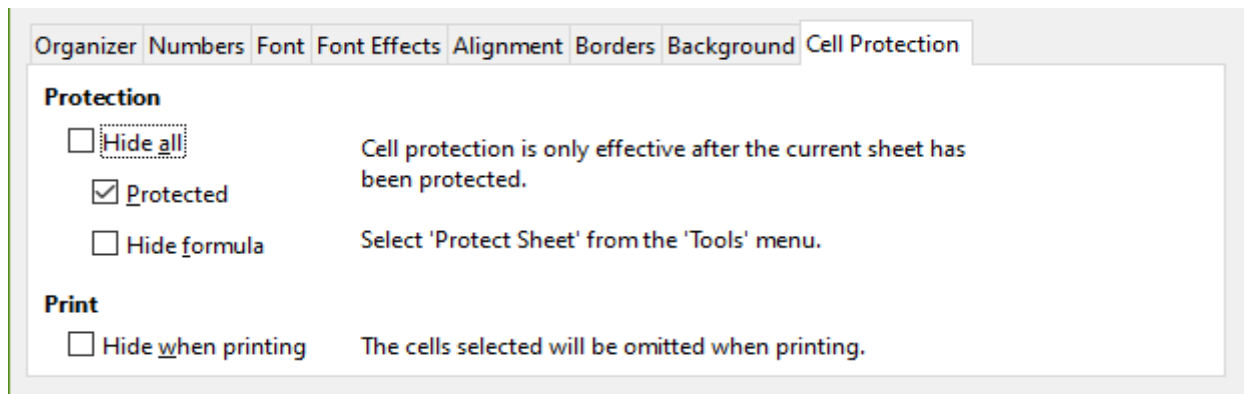 Organizer Numbers Font Font Effects Alignment Borders Background Cell Protection
Protection
Hide all
Cell protection is only effective after the current sheet has
been protected.
Protected
Hide formula
Select 'Protect Sheet' from the 'Tools' menu.
Print
Hide when printing
The cells selected will be omitted when printing.